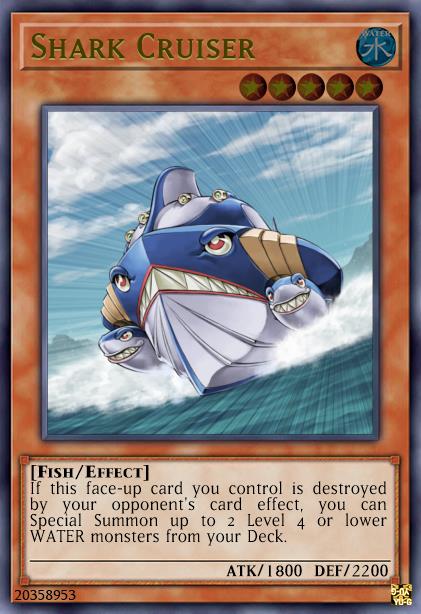 Shark Cruiser
WATER
水
[Fish/Effect]
If this face-up card you control is destroyed
by your opponent's card effect, you can
Special Summon up to 2 Level 4 or lower
WATER monsters from your Deck.
ATK/1800 DEF/2200
20358953